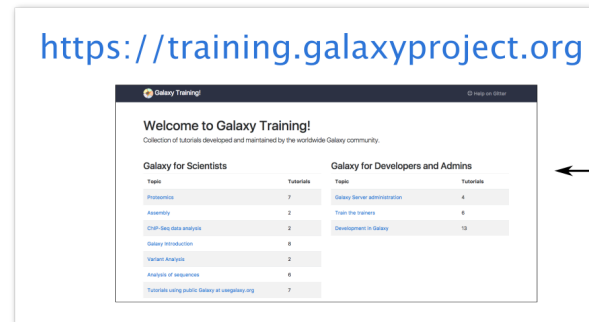 https://training.galaxyproject.org
Galaxy Training!
Help on Gitter
Welcome to Galaxy Training!
Collection of tutorials developed and maintained by the worldwide Galaxy community.
Galaxy for Scientists
Topic Tutorials
Proteomics 7
Assembly 2
ChIP-Seq data analysis 2
Galaxy Introduction 8
Variant Analysis 2
Analysis of sequences 6
Tutorials using public Galaxy at usegalaxy.org 7
Galaxy for Developers and Admins
Topic Tutorials
Galaxy Server administration 4
Train the trainers 6
Development in Galaxy 13